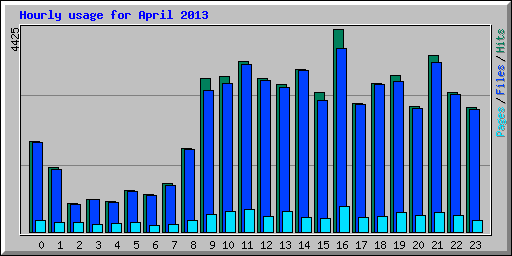 Hourly usage for April 2013
4425
Pages/Files/Hits
0 1 2 3 4 5 6 7 8 9 10 11 12 13 14 15 16 17 18 19 20 21 22 23